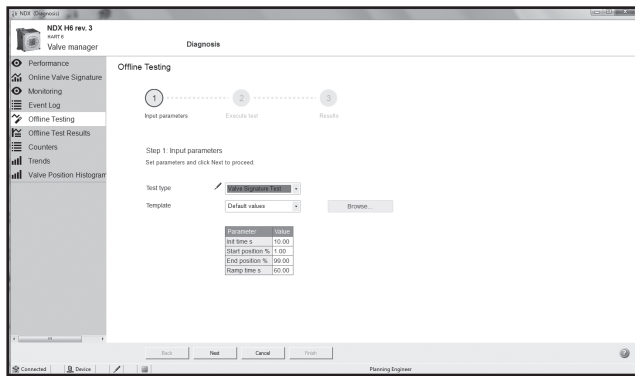 NDX (Diagnosis)
NDX H6 rev. 3
HART 6
Valve manager
Diagnosis
Performance
Online Valve Signature
Monitoring
Event Log
Offline Testing
Offline Test Results
Counters
Trends
Valve Position Histogram
Offline Testing
1
2
3
Input parameters
Execute test
Results
Step 1: Input parameters
Set parameters and click Next to proceed.
Test type
Valve Signature Test
Template
Default values
Browse...
Parameter Value
Init time s 10.00
Start position % 1.00
End position % 99.00
Ramp time s 60.00
Back
Next
Cancel
Finish
Connected
Device
Planning Engineer